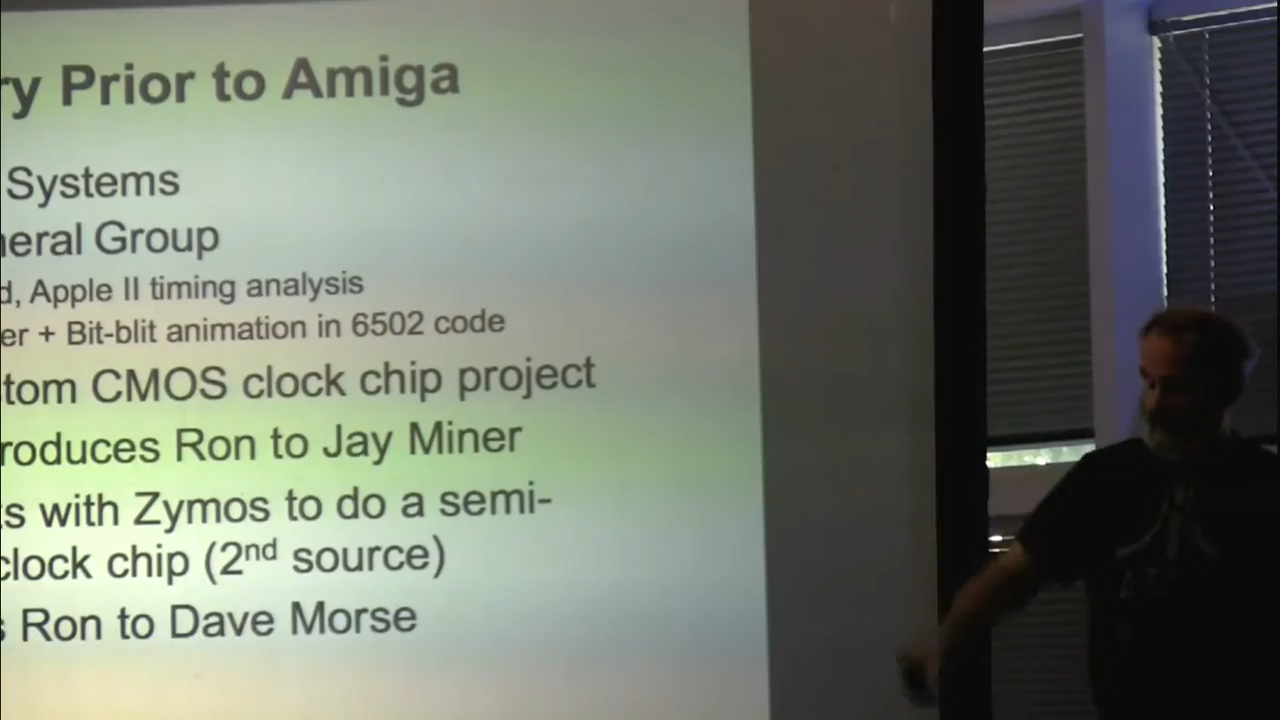 ry Prior to Amiga
Systems
neral Group
d, Apple II timing analysis
er + Bit-blit animation in 6502 code
tom CMOS clock chip project
roduces Ron to Jay Miner
ts with Zymos to do a semi-
clock chip (2nd source)
s Ron to Dave Morse